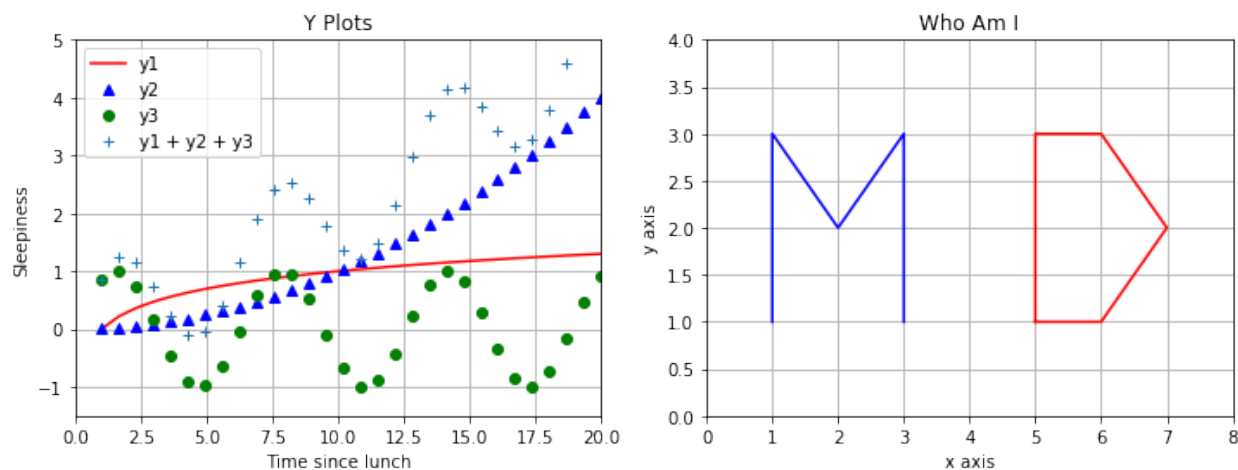 Y Plots
5
4
3
2
1
0
−1
Sleepiness
y1
y2
y3
y1 + y2 + y3
0.0 2.5 5.0 7.5 10.0 12.5 15.0 17.5 20.0
Time since lunch
Who Am I
4.0
3.5
3.0
2.5
2.0
1.5
1.0
0.5
0.0
y axis
0 1 2 3 4 5 6 7 8
x axis